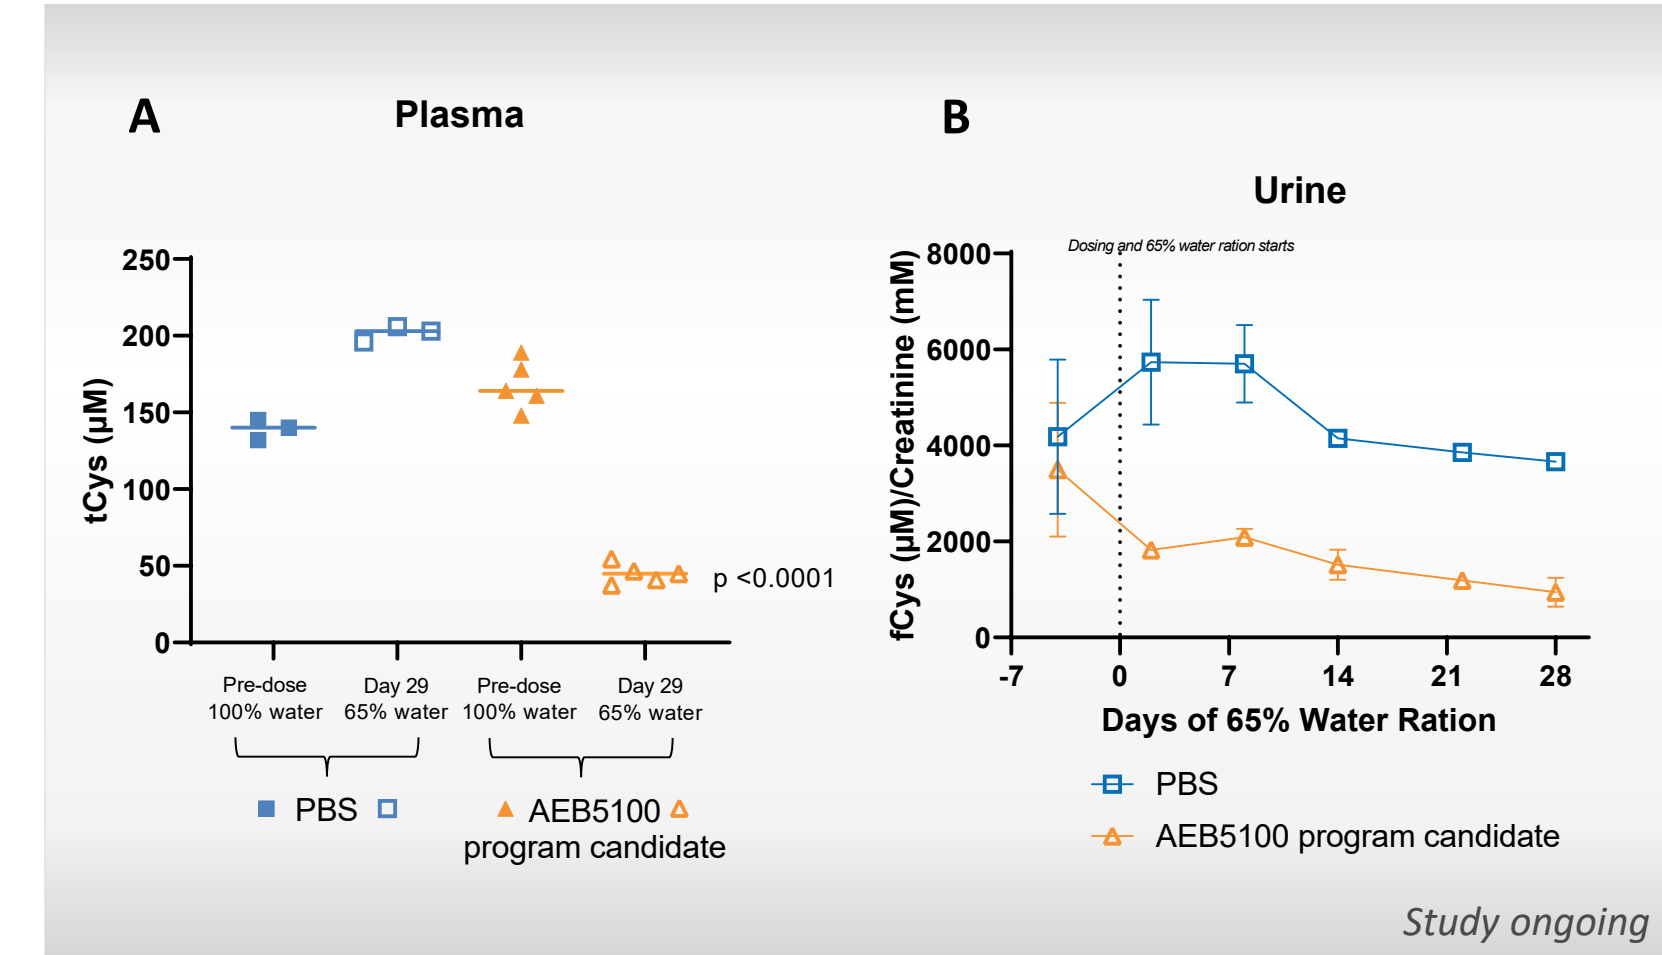 A
Plasma
tCys (µM)
250
200
150
100
50
0
p <0.0001
Pre-dose
100% water
Day 29
65% water
Pre-dose
100% water
Day 29
65% water
PBS
AEB5100
program candidate
B
Urine
Dosing and 65% water ration starts
fCys (µM)/Creatinine (mM)
8000
6000
4000
2000
0
-7 0 7 14 21 28
Days of 65% Water Ration
PBS
AEB5100 program candidate
Study ongoing